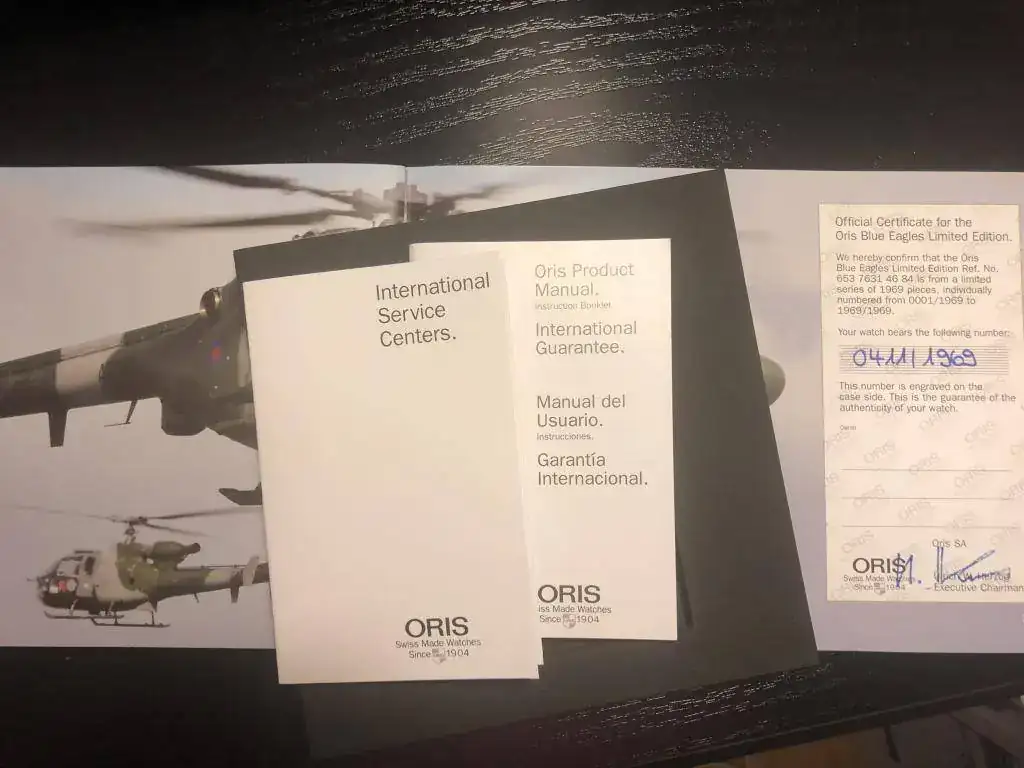 International
Service
Centers.
ORIS
Swiss Made Watches
Since 1904
Oris Product
Manual.
Instruction Booklet.
International
Guarantee.
Manual del
Usuario.
Instrucciones.
Garantía
Internacional.
ORIS
iss Made Watches
Since 1904
Official Certificate for the
Oris Blue Eagles Limited Edition.
We hereby confirm that the Oris
Blue Eagles Limited Edition Ref. No.
653 7631 46 84 is from a limited
series of 1969 pieces, individually
numbered from 0001/1969 to
1969/1969.
Your watch bears the following number:
0411/1969
This number is engraved on the
case side. This is the guarantee of the
authenticity of your watch.
Owner
Oris SA
ORIS
Swiss Made Watches
Since 1904
Executive Chairman